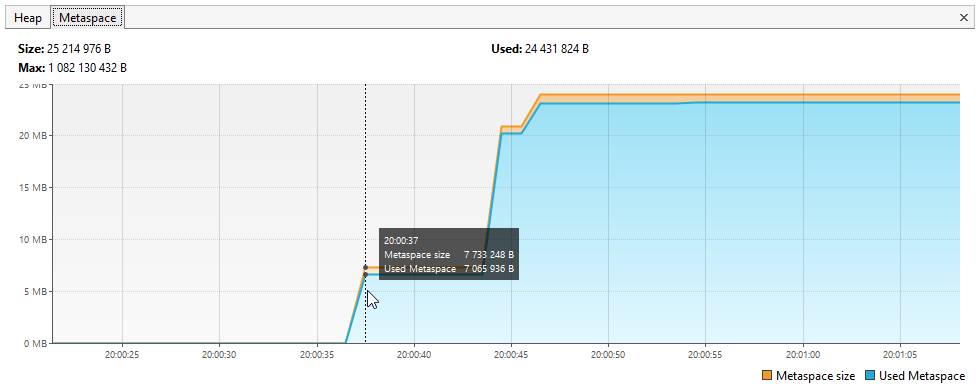 Heap Metaspace ×
Size: 25 214 976 B Used: 24 431 824 B
Max: 1 082 130 432 B
25 MB
20 MB
15 MB
10 MB
5 MB
0 MB
20:00:37
Metaspace size 7 733 248 B
Used Metaspace 7 065 936 B
20:00:25 20:00:30 20:00:35 20:00:40 20:00:45 20:00:50 20:00:55 20:01:00 20:01:05
Metaspace size Used Metaspace